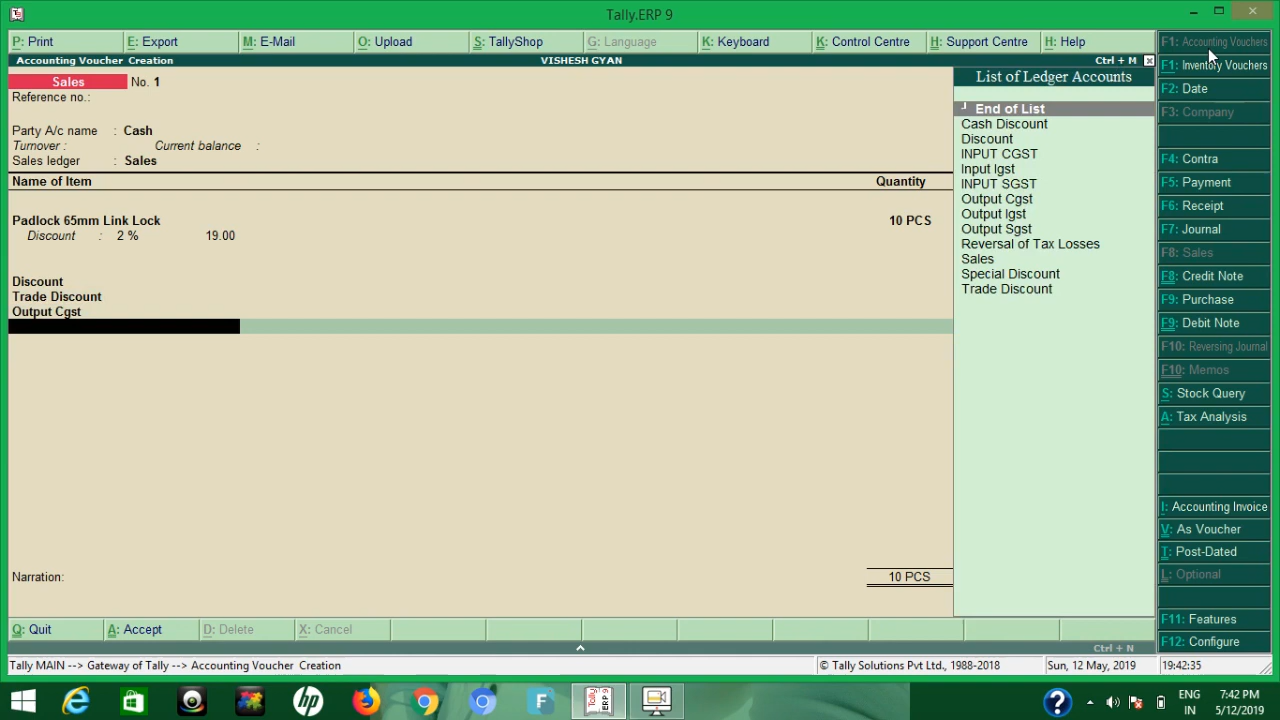 Tally.ERP 9
P: Print
E: Export
M: E-Mail
O: Upload
S: TallyShop
G: Language
K: Keyboard
K: Control Centre
H: Support Centre
H: Help
Accounting Voucher Creation
VISHESH GYAN
Ctrl + M
Sales No. 1
Reference no.:
Party A/c name : Cash
Turnover : Current balance :
Sales ledger : Sales
Name of Item Quantity
Padlock 65mm Link Lock 10 PCS
Discount : 2 % 19.00
Discount
Trade Discount
Output Cgst
Narration: 10 PCS
List of Ledger Accounts
End of List
Cash Discount
Discount
INPUT CGST
Input Igst
INPUT SGST
Output Cgst
Output Igst
Output Sgst
Reversal of Tax Losses
Sales
Special Discount
Trade Discount
F1: Accounting Vouchers
F1: Inventory Vouchers
F2: Date
F3: Company
F4: Contra
F5: Payment
F6: Receipt
F7: Journal
F8: Sales
F8: Credit Note
F9: Purchase
F9: Debit Note
F10: Reversing Journal
F10: Memos
S: Stock Query
A: Tax Analysis
I: Accounting Invoice
V: As Voucher
T: Post-Dated
L: Optional
F11: Features
F12: Configure
Q: Quit
A: Accept
D: Delete
X: Cancel
Ctrl + N
Tally MAIN --> Gateway of Tally --> Accounting Voucher Creation
© Tally Solutions Pvt Ltd., 1988-2018
Sun, 12 May, 2019
19:42:35
hp
F
Tally
ERP 9
ENG
IN
7:42 PM
5/12/2019